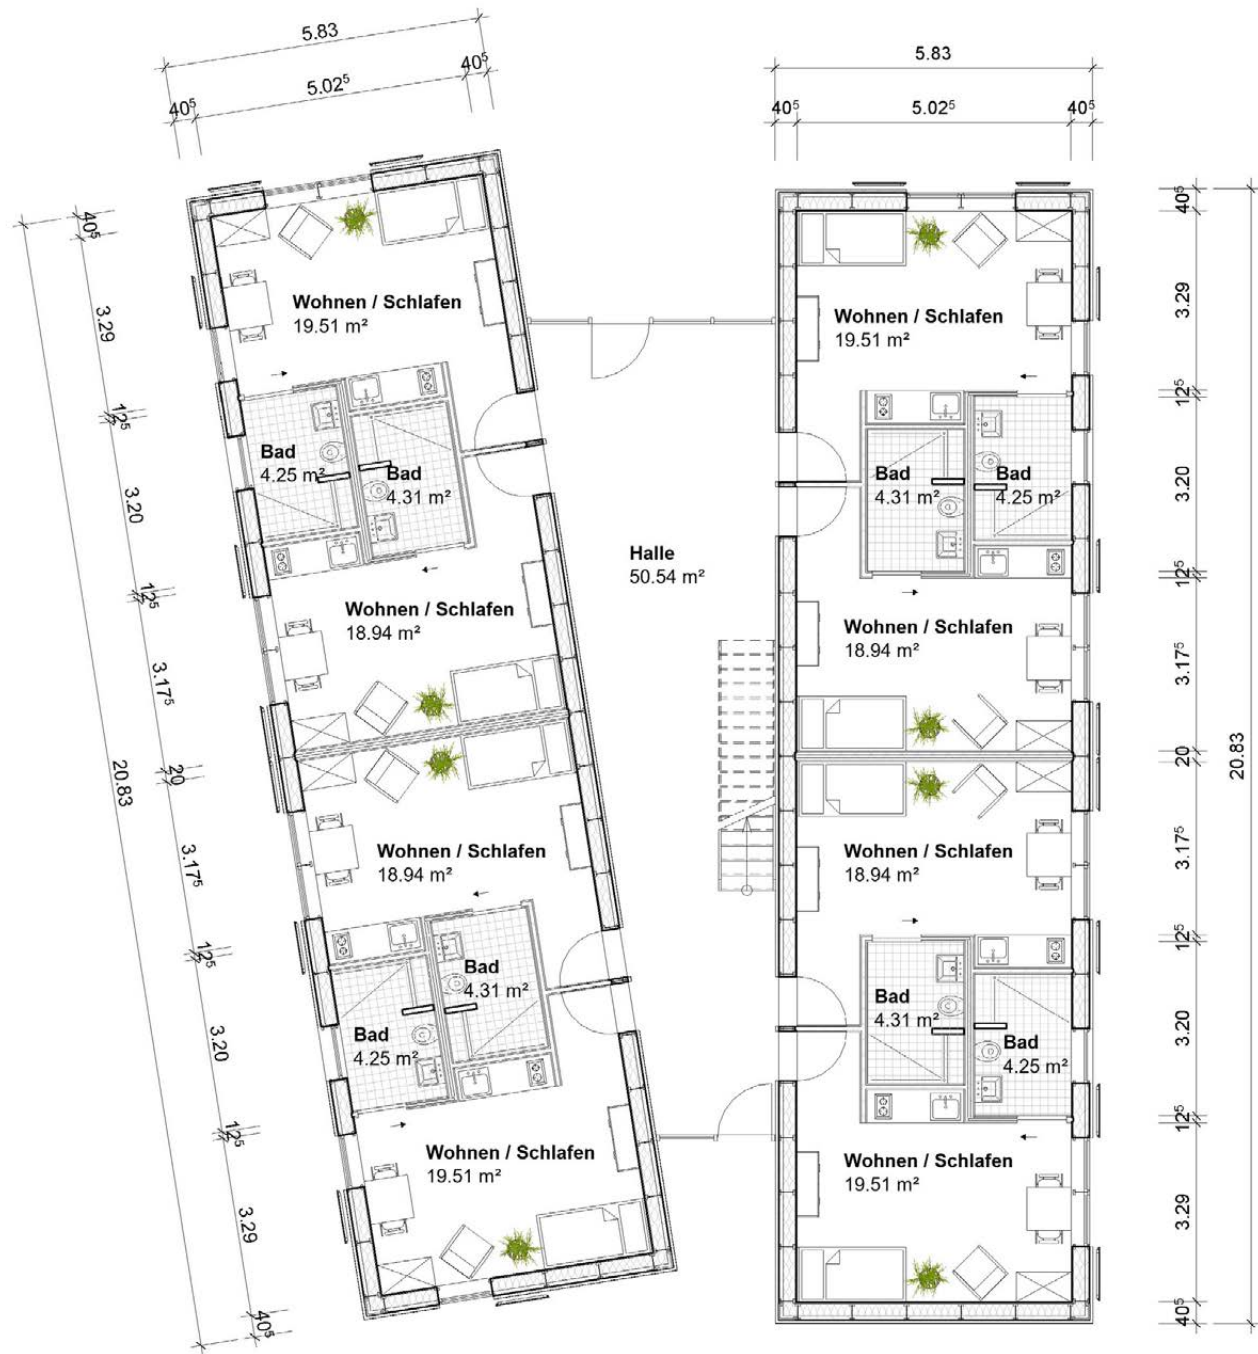 5.83
5.02⁵
40⁵
40⁵
5.83
40⁵
5.02⁵
40⁵
20.83
40⁵
3.29
12⁵
3.20
12⁵
3.17⁵
20
3.17⁵
12⁵
3.20
12⁵
3.29
40⁵
Wohnen / Schlafen
19.51 m²
Bad
4.25 m²
Bad
4.31 m²
Wohnen / Schlafen
18.94 m²
Wohnen / Schlafen
18.94 m²
Bad
4.31 m²
Bad
4.25 m²
Wohnen / Schlafen
19.51 m²
Halle
50.54 m²
Wohnen / Schlafen
19.51 m²
Bad
4.31 m²
Bad
4.25 m²
Wohnen / Schlafen
18.94 m²
Wohnen / Schlafen
18.94 m²
Bad
4.31 m²
Bad
4.25 m²
Wohnen / Schlafen
19.51 m²
40⁵
3.29
12⁵
3.20
12⁵
3.17⁵
20
3.17⁵
12⁵
3.20
12⁵
3.29
40⁵
20.83